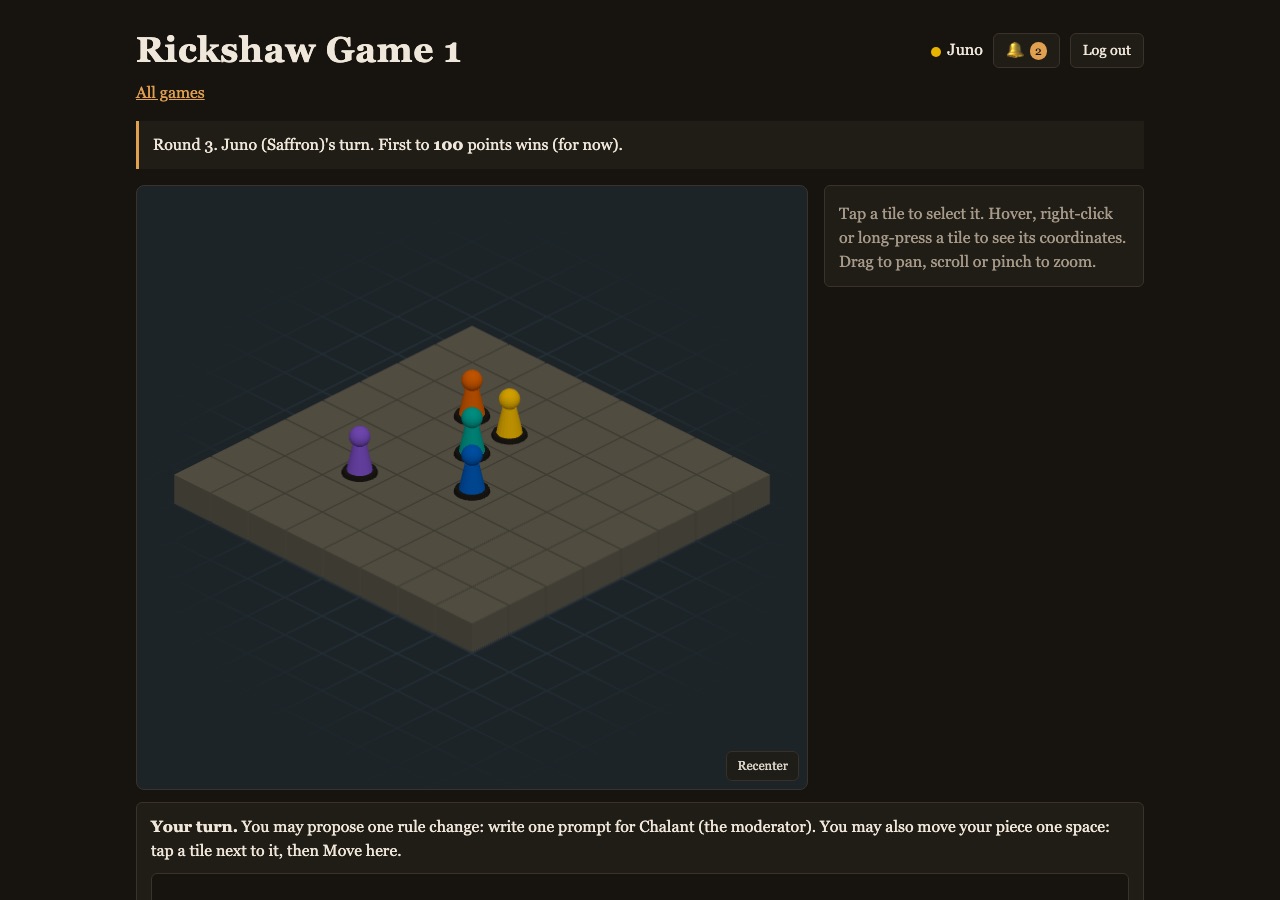 Rickshaw Game 1
Juno
2
Log out
All games
Round 3. Juno (Saffron)'s turn. First to 100 points wins (for now).
Tap a tile to select it. Hover, right-click
or long-press a tile to see its coordinates.
Drag to pan, scroll or pinch to zoom.
Recenter
Your turn. You may propose one rule change: write one prompt for Chalant (the moderator). You may also move your piece one space:
tap a tile next to it, then Move here.